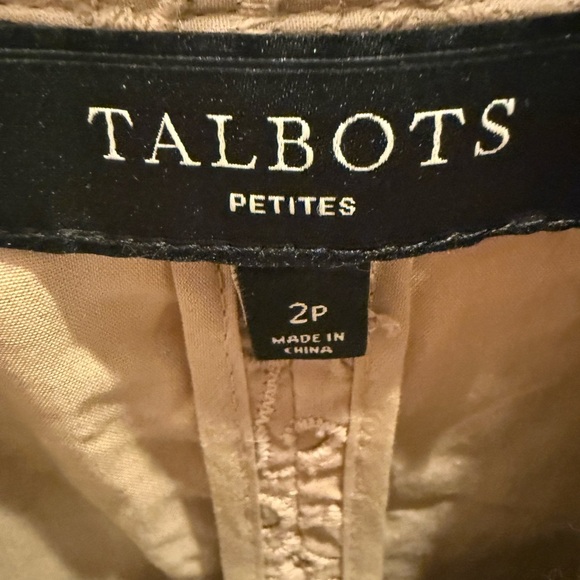 TALBOTS
PETITES
2P
MADE IN
CHINA